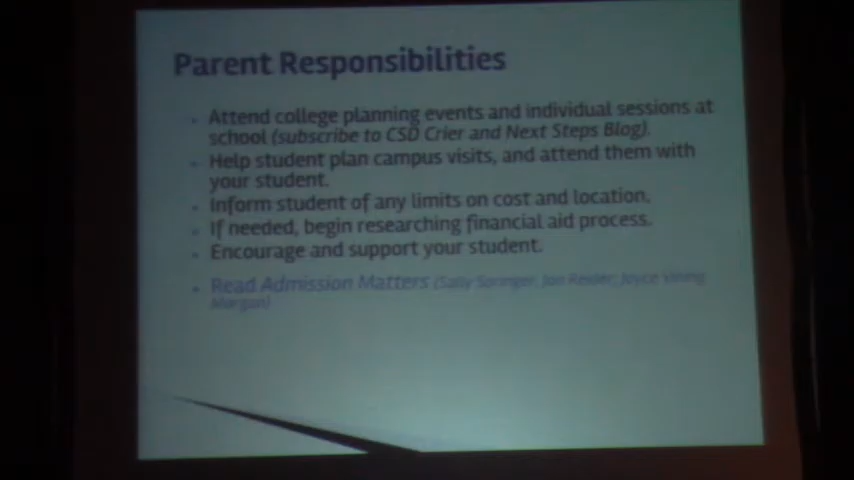 Parent Responsibilities
• Attend college planning events and individual sessions at
school (subscribe to CSD Crier and Next Steps Blog).
• Help student plan campus visits, and attend them with
your student.
• Inform student of any limits on cost and location.
• If needed, begin researching financial aid process.
• Encourage and support your student.
• Read Admission Matters (Sally Springer, Jon Reider, Joyce Vining
Morgan)